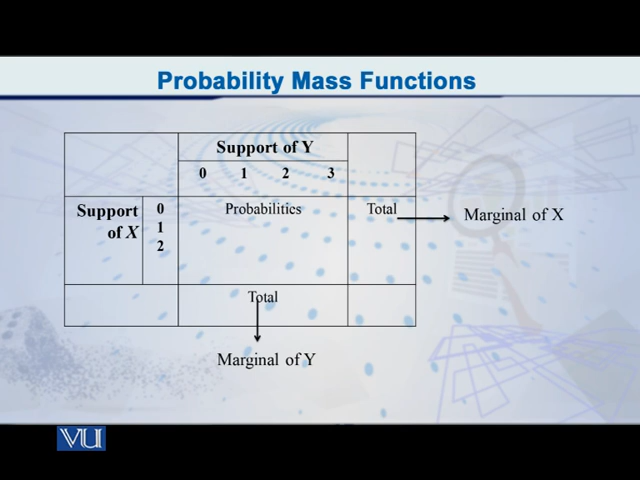 Probability Mass Functions
Support of Y
0 1 2 3
Support of X
0
1
2
Probabilitics
Total
Marginal of X
Total
Marginal of Y
VU